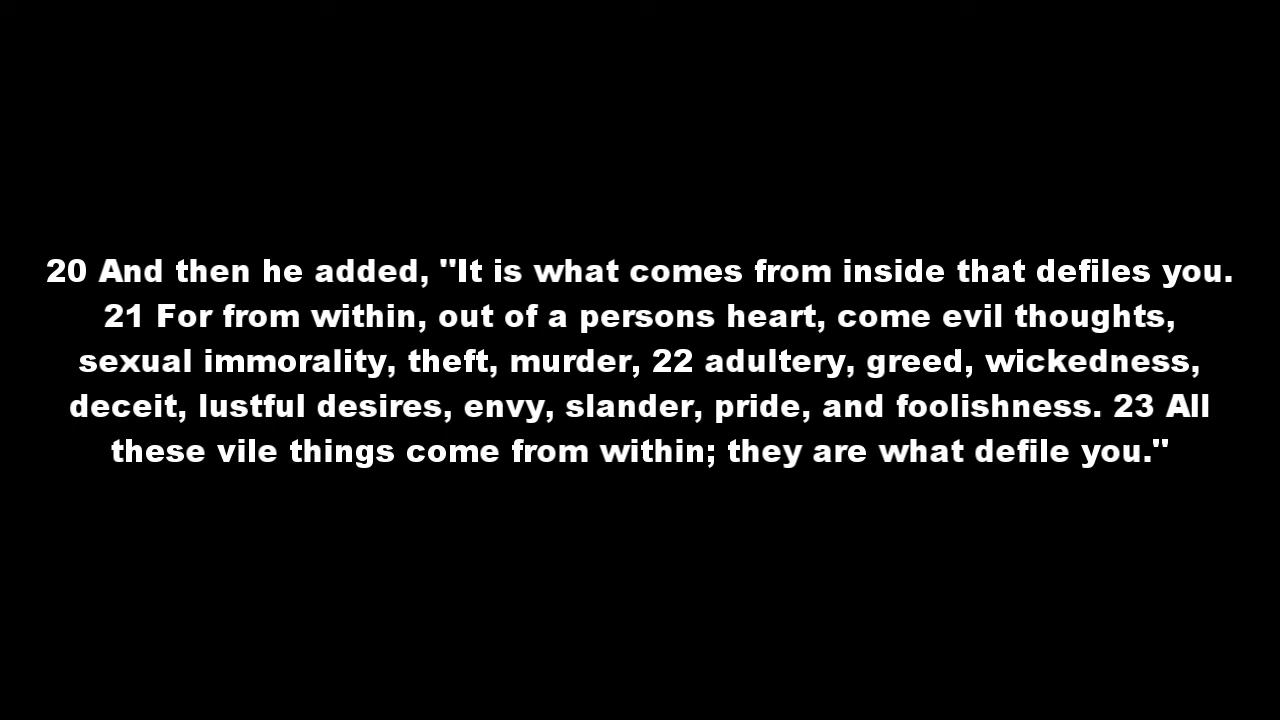 20 And then he added, "It is what comes from inside that defiles you.
21 For from within, out of a persons heart, come evil thoughts,
sexual immorality, theft, murder, 22 adultery, greed, wickedness,
deceit, lustful desires, envy, slander, pride, and foolishness. 23 All
these vile things come from within; they are what defile you."